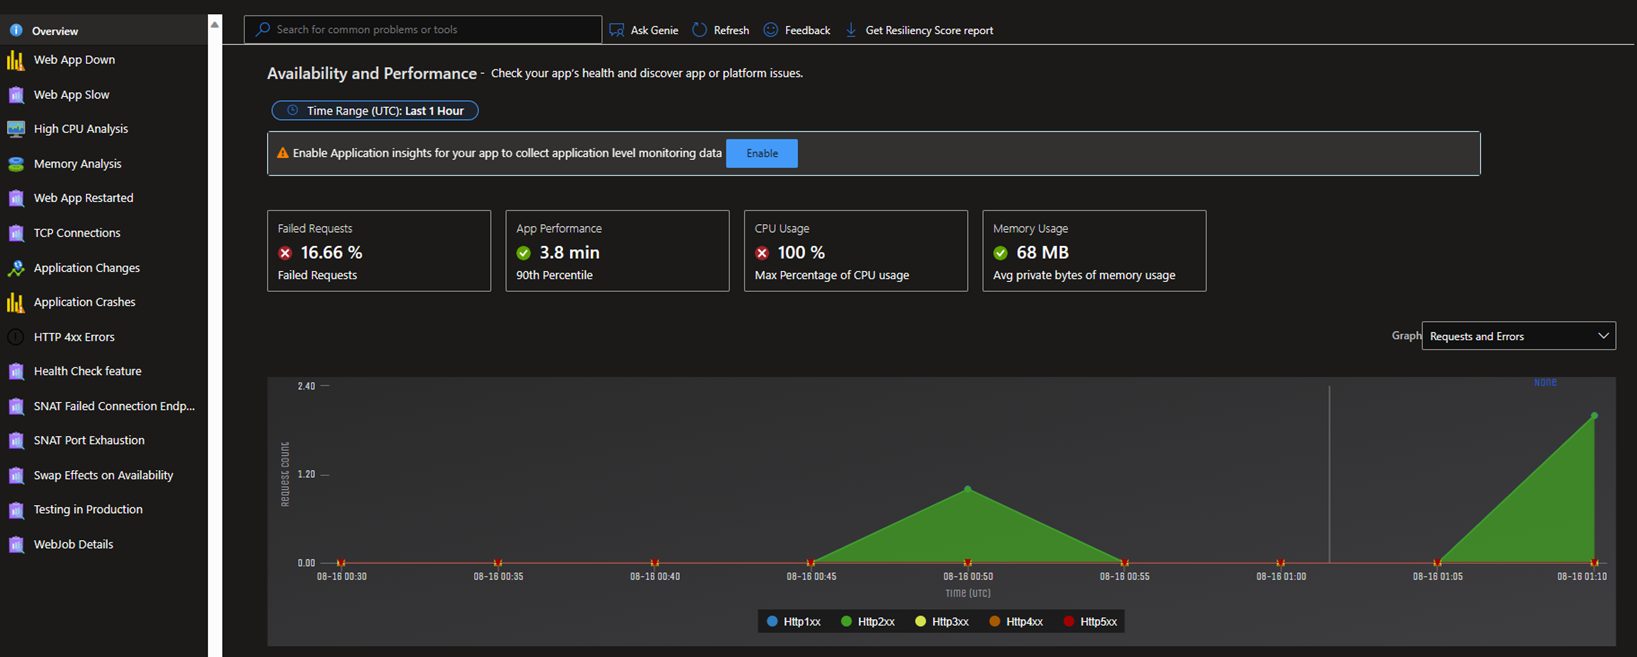 Overview
Web App Down
Web App Slow
High CPU Analysis
Memory Analysis
Web App Restarted
TCP Connections
Application Changes
Application Crashes
HTTP 4xx Errors
Health Check feature
SNAT Failed Connection Endp...
SNAT Port Exhaustion
Swap Effects on Availability
Testing in Production
WebJob Details
Search for common problems or tools
Ask Genie Refresh Feedback Get Resiliency Score report
Availability and Performance - Check your app's health and discover app or platform issues.
Time Range (UTC): Last 1 Hour
Enable Application insights for your app to collect application level monitoring data Enable
Failed Requests
16.66 %
Failed Requests
App Performance
3.8 min
90th Percentile
CPU Usage
100 %
Max Percentage of CPU usage
Memory Usage
68 MB
Avg private bytes of memory usage
Graph Requests and Errors
None
2.40
1.20
0.00
Request Count
08-16 00:30 08-16 00:35 08-16 00:40 08-16 00:45 08-16 00:50 08-16 00:55 08-16 01:00 08-16 01:05 08-16 01:10
Time (UTC)
Http1xx Http2xx Http3xx Http4xx Http5xx